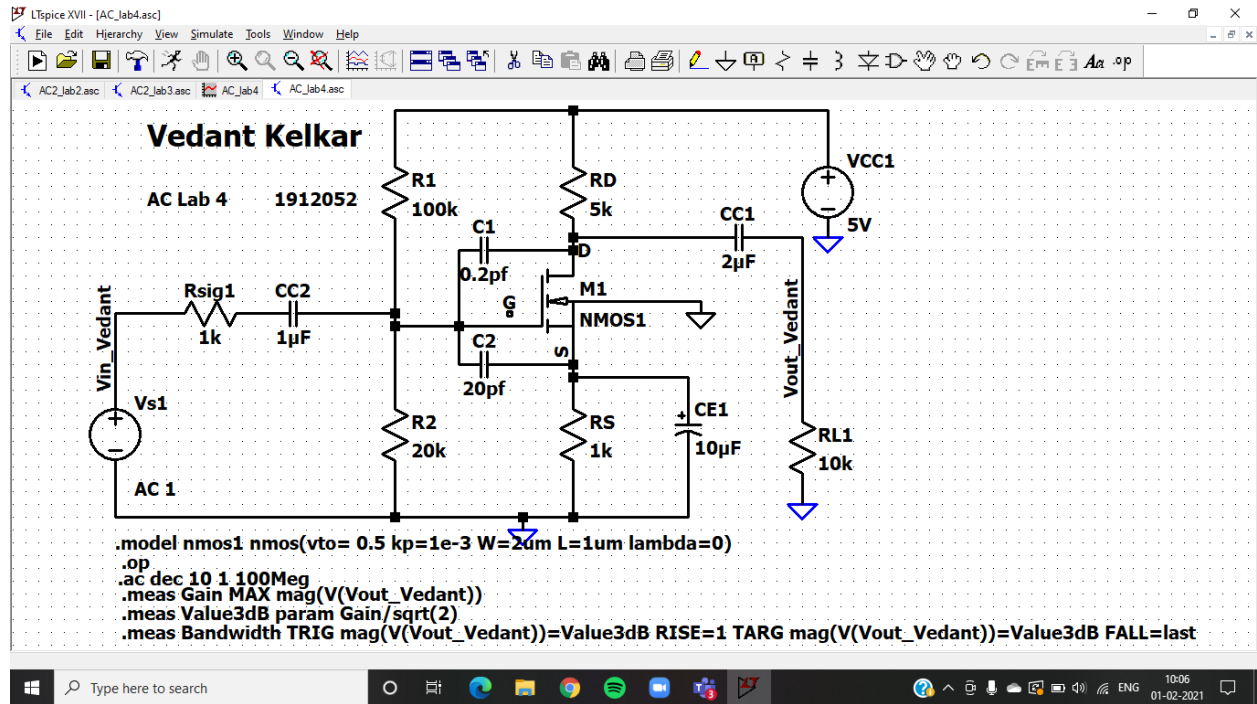 LTspice XVII - [AC_lab4.asc]
File Edit Hierarchy View Simulate Tools Window Help
Aa .op
AC2_lab2.asc AC2_lab3.asc AC_lab4 AC_lab4.asc
Vedant Kelkar
AC Lab 4 1912052
R1
100k
RD
5k
VCC1
5V
C1
0.2pf
CC1
2µF
D
G
M1
NMOS1
S
Rsig1
1k
CC2
1µF
Vin_Vedant
Vout_Vedant
C2
20pf
Vs1
AC 1
R2
20k
RS
1k
CE1
10µF
RL1
10k
.model nmos1 nmos(vto= 0.5 kp=1e-3 W=2um L=1um lambda=0)
.op
.ac dec 10 1 100Meg
.meas Gain MAX mag(V(Vout_Vedant))
.meas Value3dB param Gain/sqrt(2)
.meas Bandwidth TRIG mag(V(Vout_Vedant))=Value3dB RISE=1 TARG mag(V(Vout_Vedant))=Value3dB FALL=last
Type here to search
3
ENG
10:06
01-02-2021